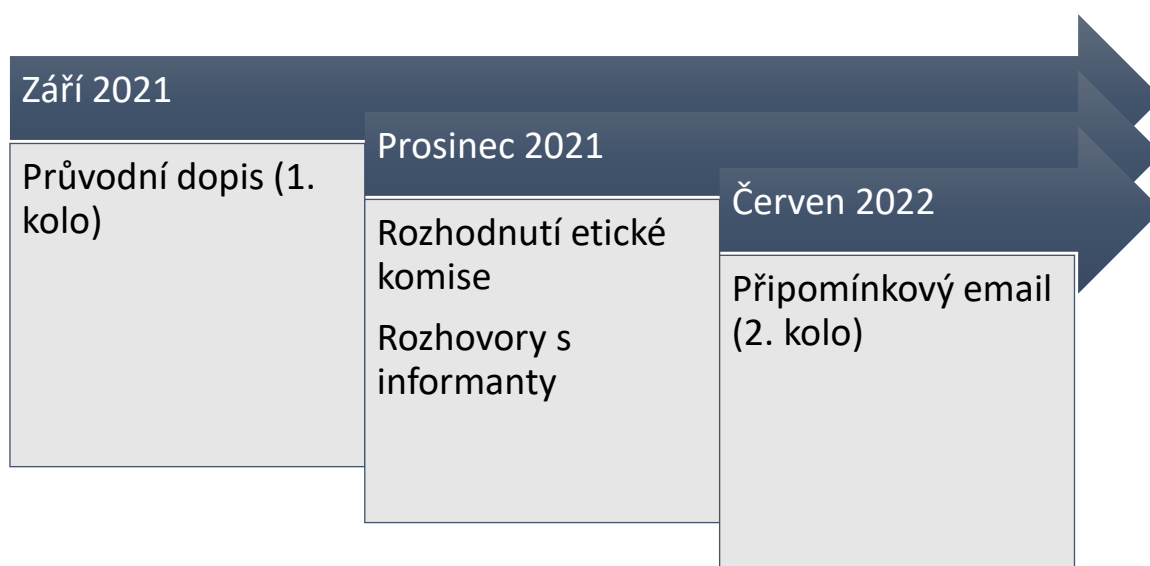 Září 2021
Průvodní dopis (1.
kolo)
Prosinec 2021
Rozhodnutí etické
komise
Rozhovory s
informanty
Červen 2022
Připomínkový email
(2. kolo)